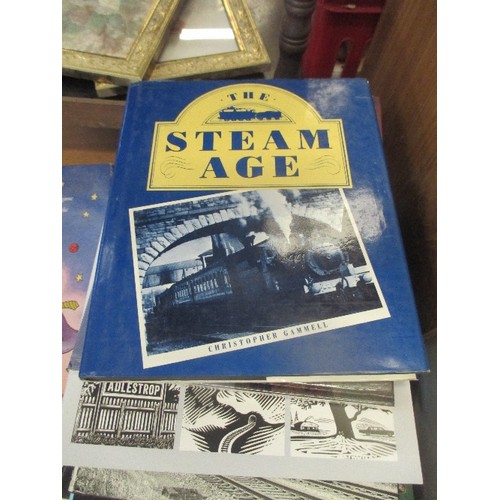 · THE ·
STEAM
AGE
CHRISTOPHER GAMMELL
ADLESTROP